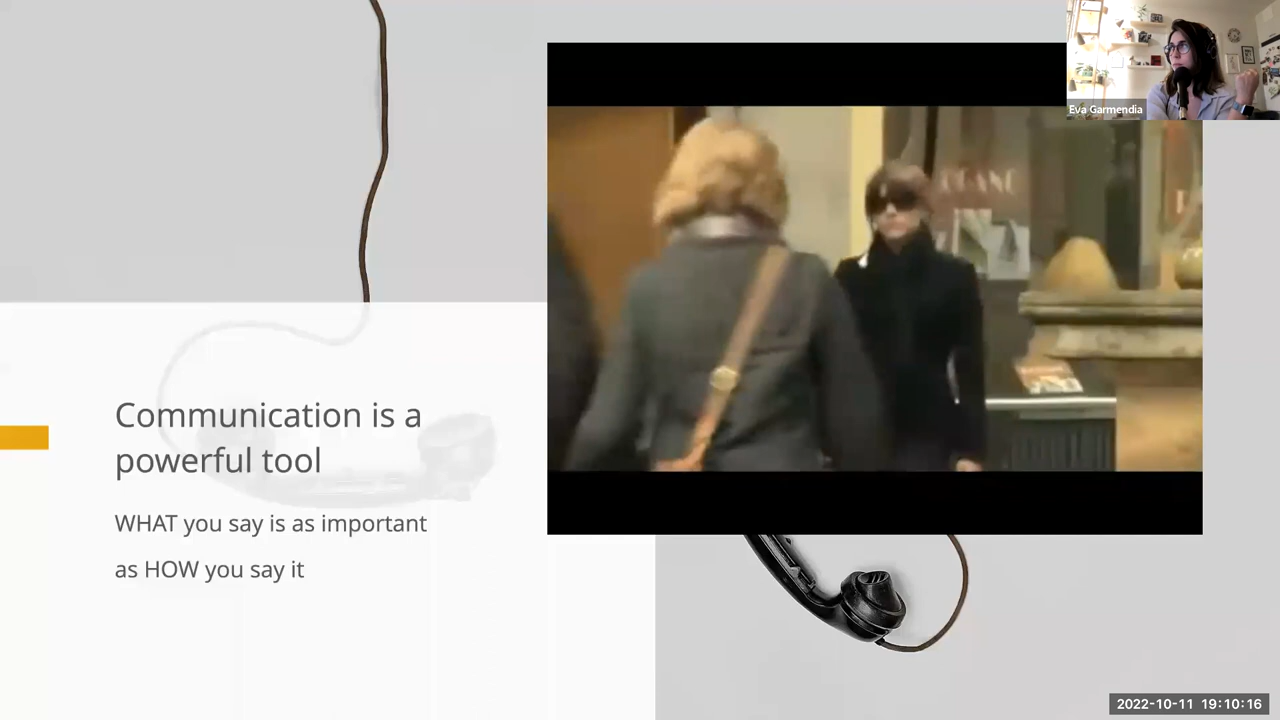 Eva Garmendia
Communication is a
powerful tool
WHAT you say is as important
as HOW you say it
2022-10-11 19:10:16